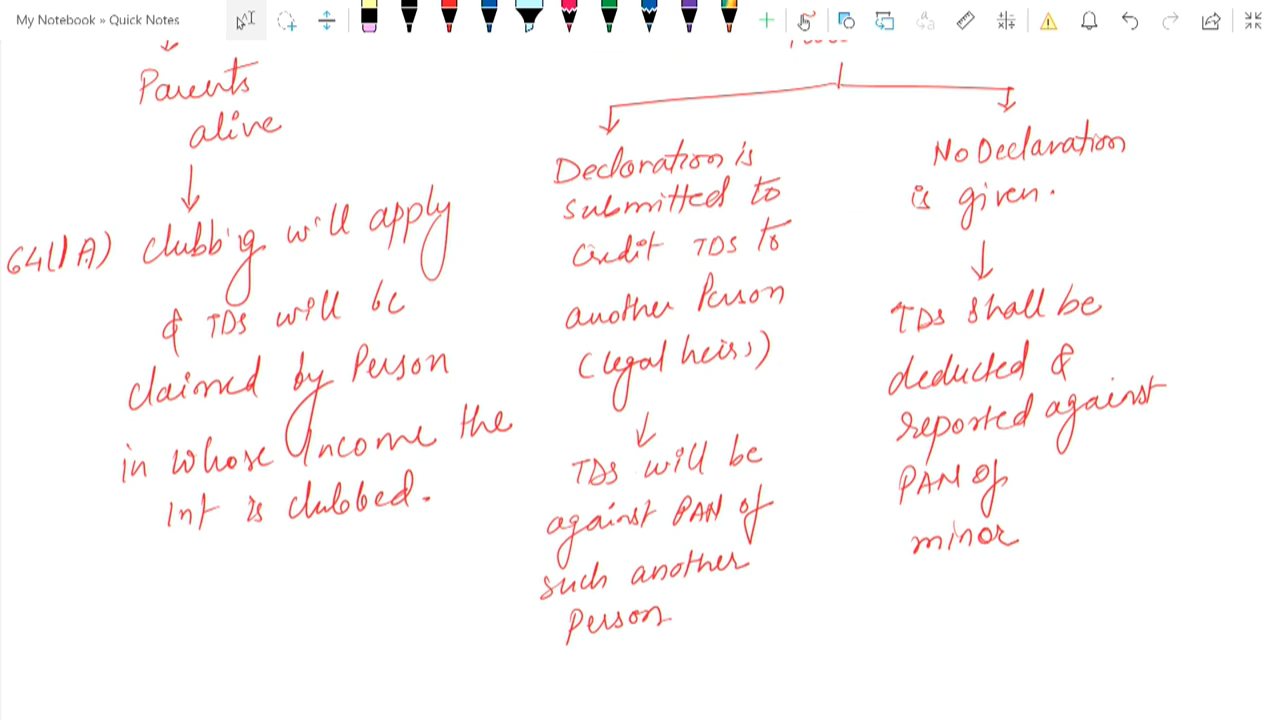 My Notebook » Quick Notes
Parents
alive
64(1A) Clubbing will apply
& TDS will be
claimed by Person
in whose Income the
Int is clubbed.
Declaration is
submitted to
credit TDS to
another Person
(legal heirs)
TDS will be
against PAN of
such another
Person
No Declaration
is given.
TDS shall be
deducted &
reported against
PAN of
minor